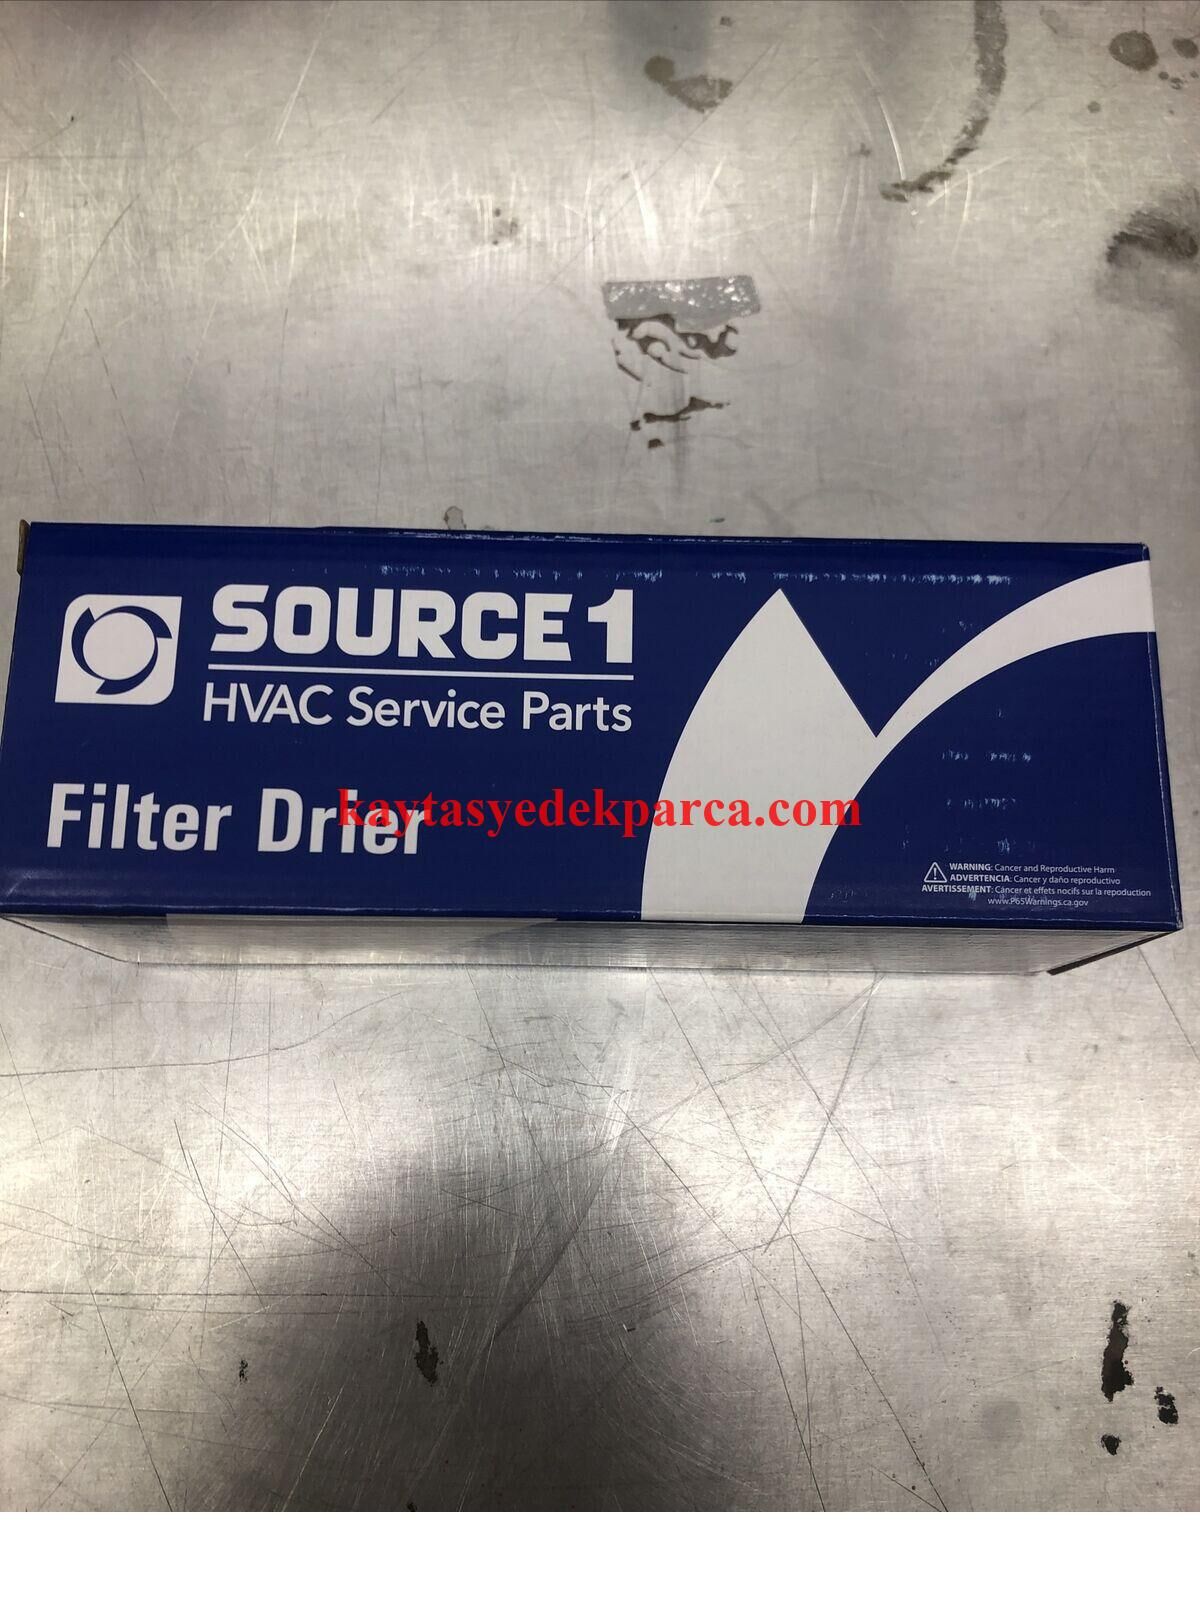 SOURCE 1
HVAC Service Parts
Filter Drier
kaytasyedekparca.com
WARNING: Cancer and Reproductive Harm
ADVERTENCIA: Cancer y daño reproductivo
AVERTISSEMENT: Cancer et effets nocifs sur la repoduction
www.P65Warnings.ca.gov